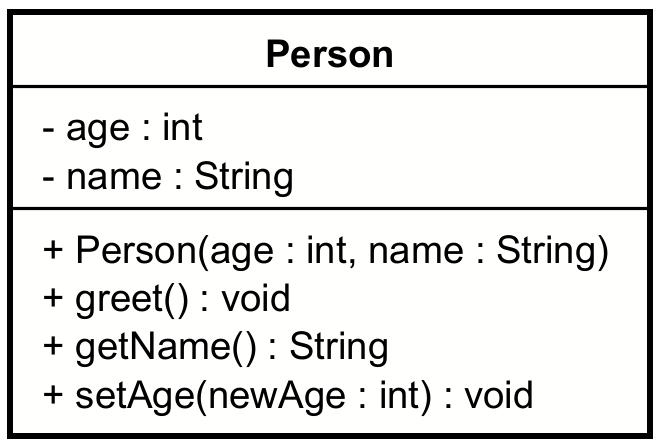 Person
- age : int
- name : String
+ Person(age : int, name : String)
+ greet() : void
+ getName() : String
+ setAge(newAge : int) : void